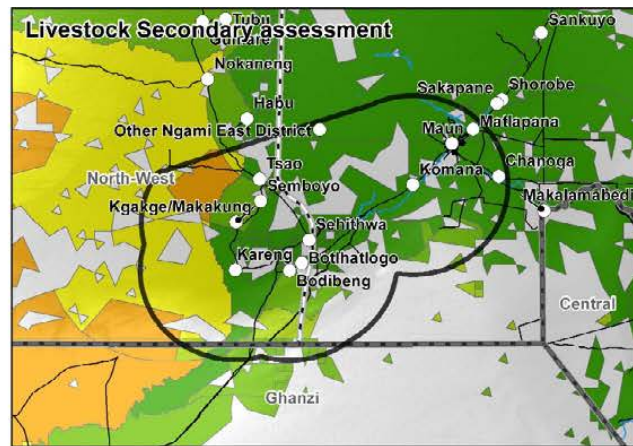 Livestock Secondary assessment
Tubu
Gumare
Sankuyo
Nokaneng
Habu
Sakapane
Shorobe
Other Ngami East District
Maun
Matlapana
North-West
Tsao
Semboyo
Komana
Chanoga
Kgakge/Makakung
Makalamabedi
Sehithwa
Kareng
Botlhatlogo
Bodibeng
Central
Ghanzi